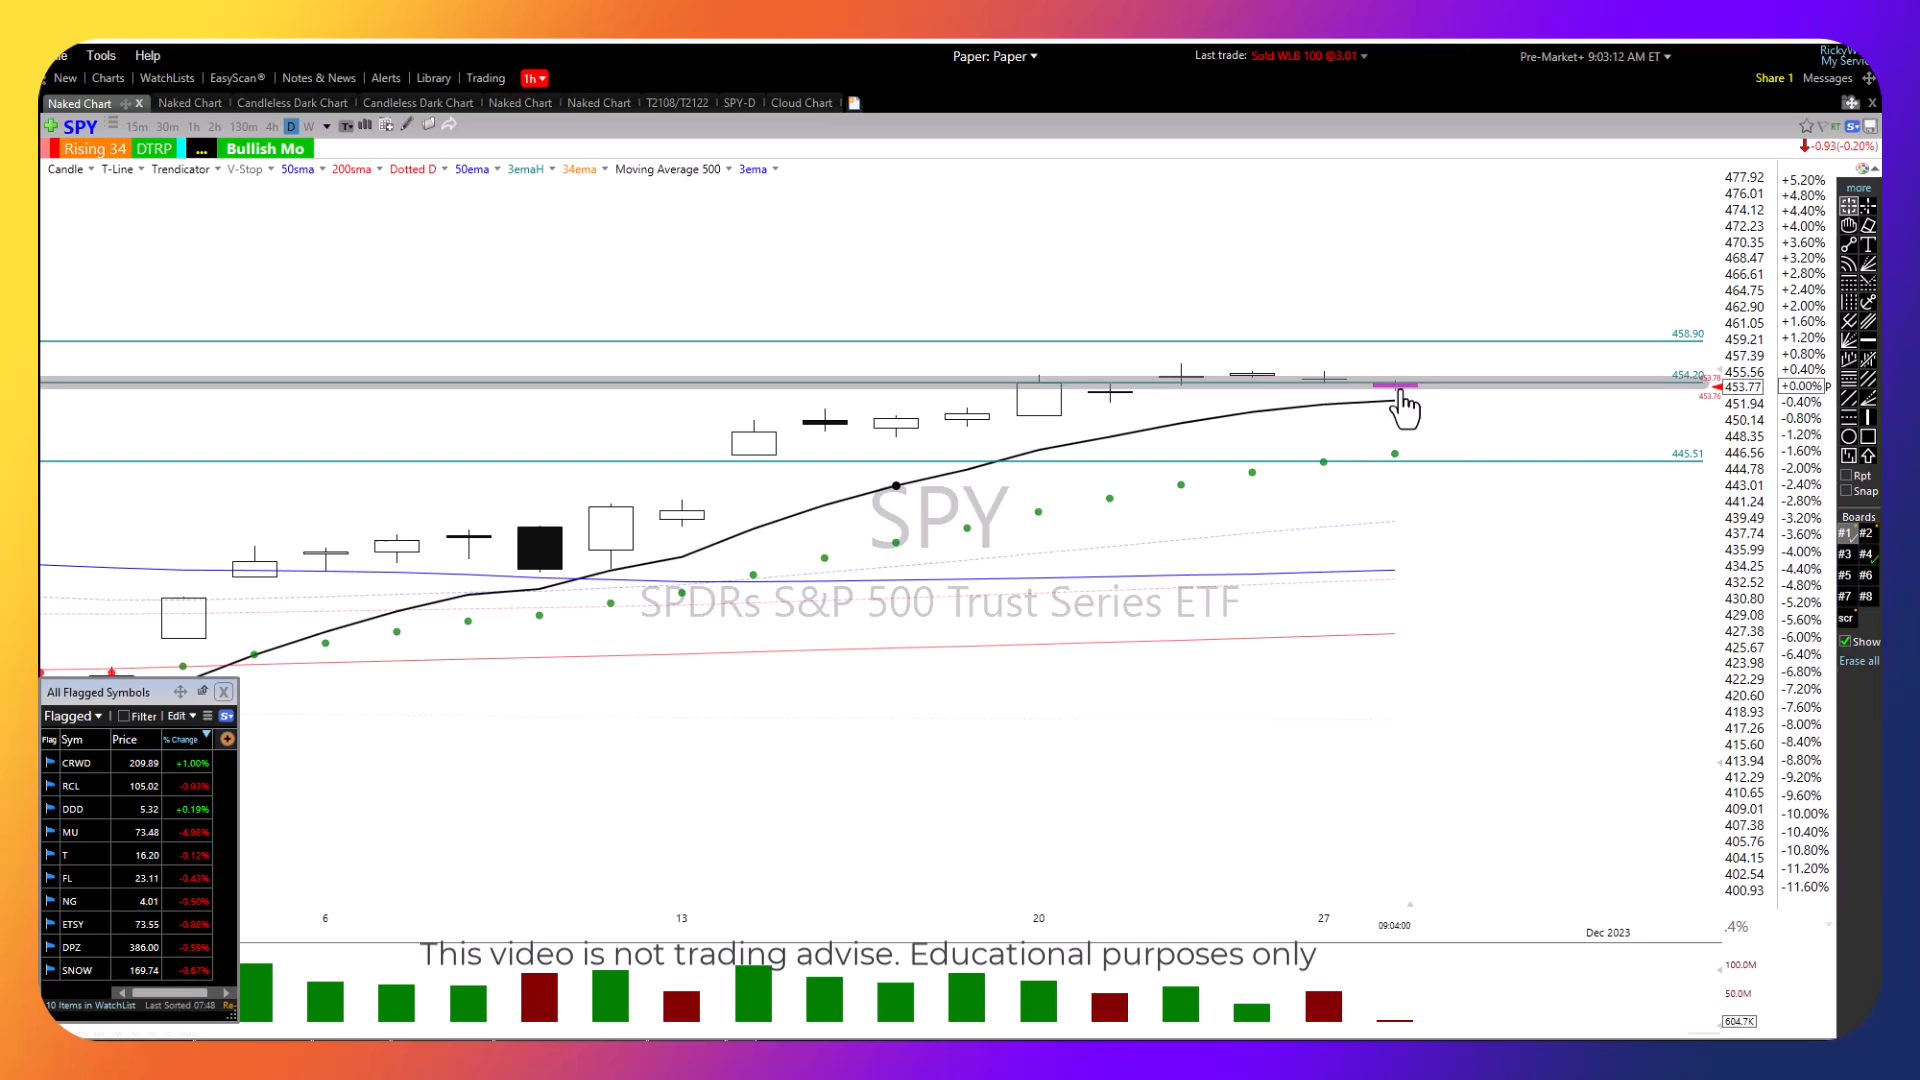 Tools Help
Paper: Paper
Last trade: Sold WLB 100 @3.01
Pre-Market+ 9:03:12 AM ET
My Servic
New | Charts | WatchLists | EasyScan® | Notes & News | Alerts | Library | Trading
1h
Share 1 Messages
Naked Chart X Naked Chart | Candleless Dark Chart | Candleless Dark Chart | Naked Chart | Naked Chart | T2108/T2122 | SPY-D | Cloud Chart
X
SPY 15m 30m 1h 2h 130m 4h D W
Rising 34 DTRP ... Bullish Mo
-0.93(-0.20%)
Candle T-Line Trendicator V-Stop 50sma 200sma Dotted D 50ema 3emaH 34ema Moving Average 500 3ema
477.92 +5.20%
476.01 +4.80%
474.12 +4.40%
472.23 +4.00%
470.35 +3.60%
468.47 +3.20%
466.61 +2.80%
464.75 +2.40%
462.90 +2.00%
461.05 +1.60%
459.21 +1.20%
457.39 +0.80%
455.56 +0.40%
453.77 +0.00% P
451.94 -0.40%
450.14 -0.80%
448.35 -1.20%
446.56 -1.60%
444.78 -2.00%
443.01 -2.40%
441.24 -2.80%
439.49 -3.20%
437.74 -3.60%
435.99 -4.00%
434.25 -4.40%
432.52 -4.80%
430.80 -5.20%
429.08 -5.60%
427.38 -6.00%
425.67 -6.40%
423.98 -6.80%
422.29 -7.20%
420.60 -7.60%
418.93 -8.00%
417.26 -8.40%
415.60 -8.80%
413.94 -9.20%
412.29 -9.60%
410.65 -10.00%
409.01 -10.40%
407.38 -10.80%
405.76 -11.20%
404.15 -11.60%
402.54
400.93
458.90
454.20
453.78
453.76
445.51
SPY
SPDRs S&P 500 Trust Series ETF
more
Rpt
Snap
Boards
#1 #2
#3 #4
#5 #6
#7 #8
scr
Show
Erase all
All Flagged Symbols X
Flagged | Filter | Edit
Flag Sym Price % Change
CRWD 209.89 +1.00%
RCL 105.02 -0.93%
DDD 5.32 +0.19%
MU 73.48 -4.98%
T 16.20 -0.12%
FL 23.11 -0.43%
NG 4.01 -0.50%
ETSY 73.55 -0.88%
DPZ 386.00 -0.59%
SNOW 169.74 -0.67%
10 Items in WatchList Last Sorted 07:48 Re-
6 13 20 27
09:04:00
Dec 2023
.4%
This video is not trading advise. Educational purposes only
100.0M
50.0M
604.7K